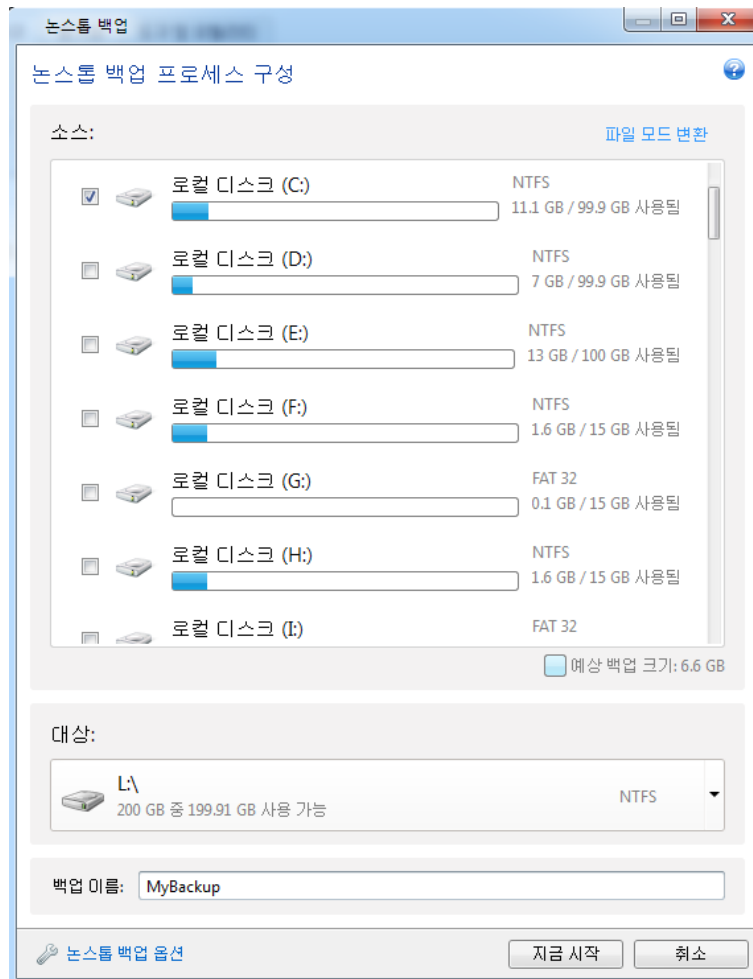 논스톱 백업
논스톱 백업 프로세스 구성
소스:
파일 모드 변환
로컬 디스크 (C:)
NTFS
11.1 GB / 99.9 GB 사용됨
로컬 디스크 (D:)
NTFS
7 GB / 99.9 GB 사용됨
로컬 디스크 (E:)
NTFS
13 GB / 100 GB 사용됨
로컬 디스크 (F:)
NTFS
1.6 GB / 15 GB 사용됨
로컬 디스크 (G:)
FAT 32
0.1 GB / 15 GB 사용됨
로컬 디스크 (H:)
NTFS
1.6 GB / 15 GB 사용됨
로컬 디스크 (I:)
FAT 32
예상 백업 크기: 6.6 GB
대상:
L:\
200 GB 중 199.91 GB 사용 가능
NTFS
백업 이름:
MyBackup
논스톱 백업 옵션
지금 시작
취소